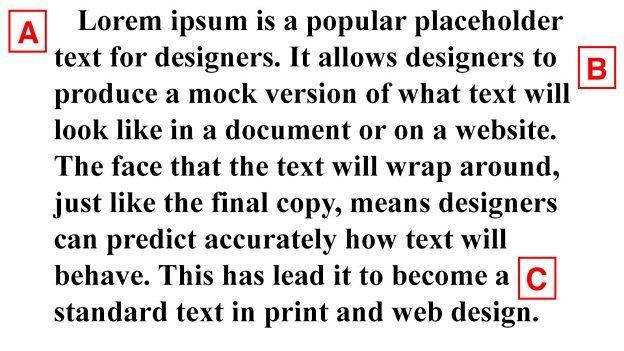 A
Lorem ipsum is a popular placeholder
text for designers. It allows designers to
B
produce a mock version of what text will
look like in a document or on a website.
The face that the text will wrap around,
just like the final copy, means designers
can predict accurately how text will
behave. This has lead it to become a
C
standard text in print and web design.